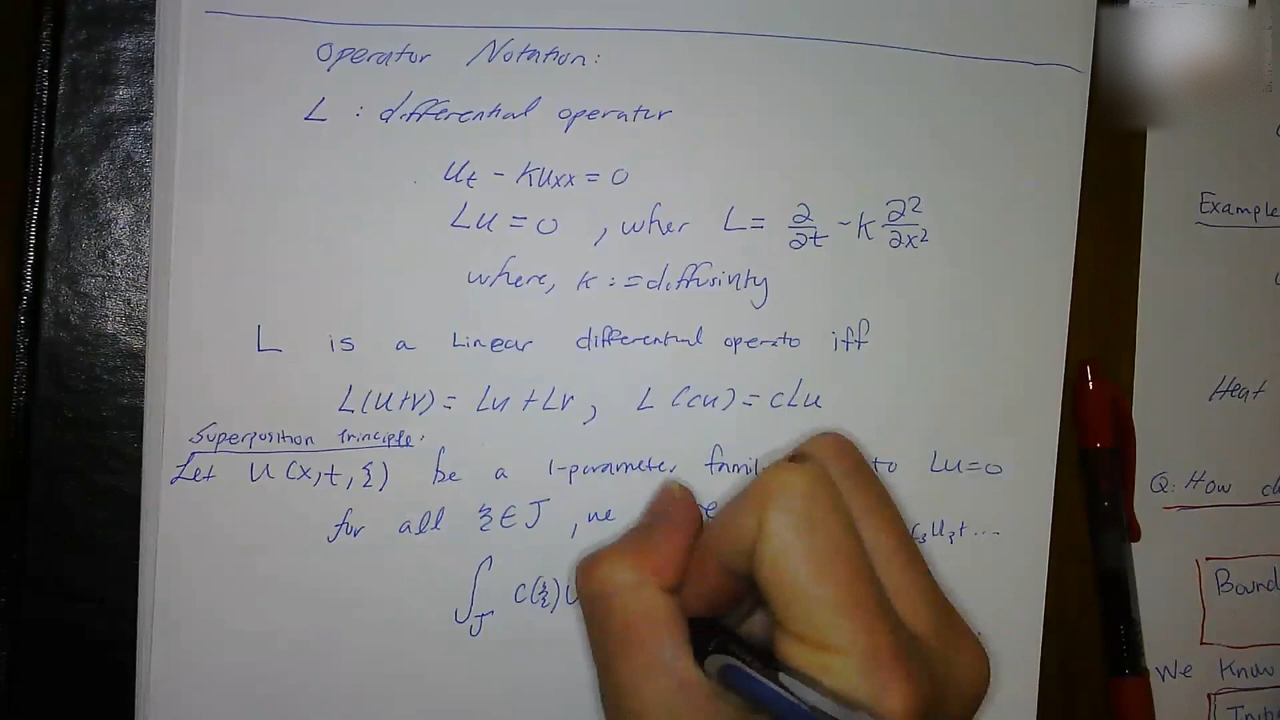 Operator Notation:
L : differential operator
u_t - k u_xx = 0
Lu = 0 , wher L = ∂/∂t - k ∂²/∂x²
where, k := diffusivity
L is a Linear differential operato iff
L(u+v) = Lu + Lv, L(cu) = cLu
Superposition Principle:
Let u(x,t,ξ) be a 1-parameter to Lu=0
for all ξ∈J , we c₃u₃+...
∫_J c(ξ)u
Example
Heat
Q: How
Bound
We Know